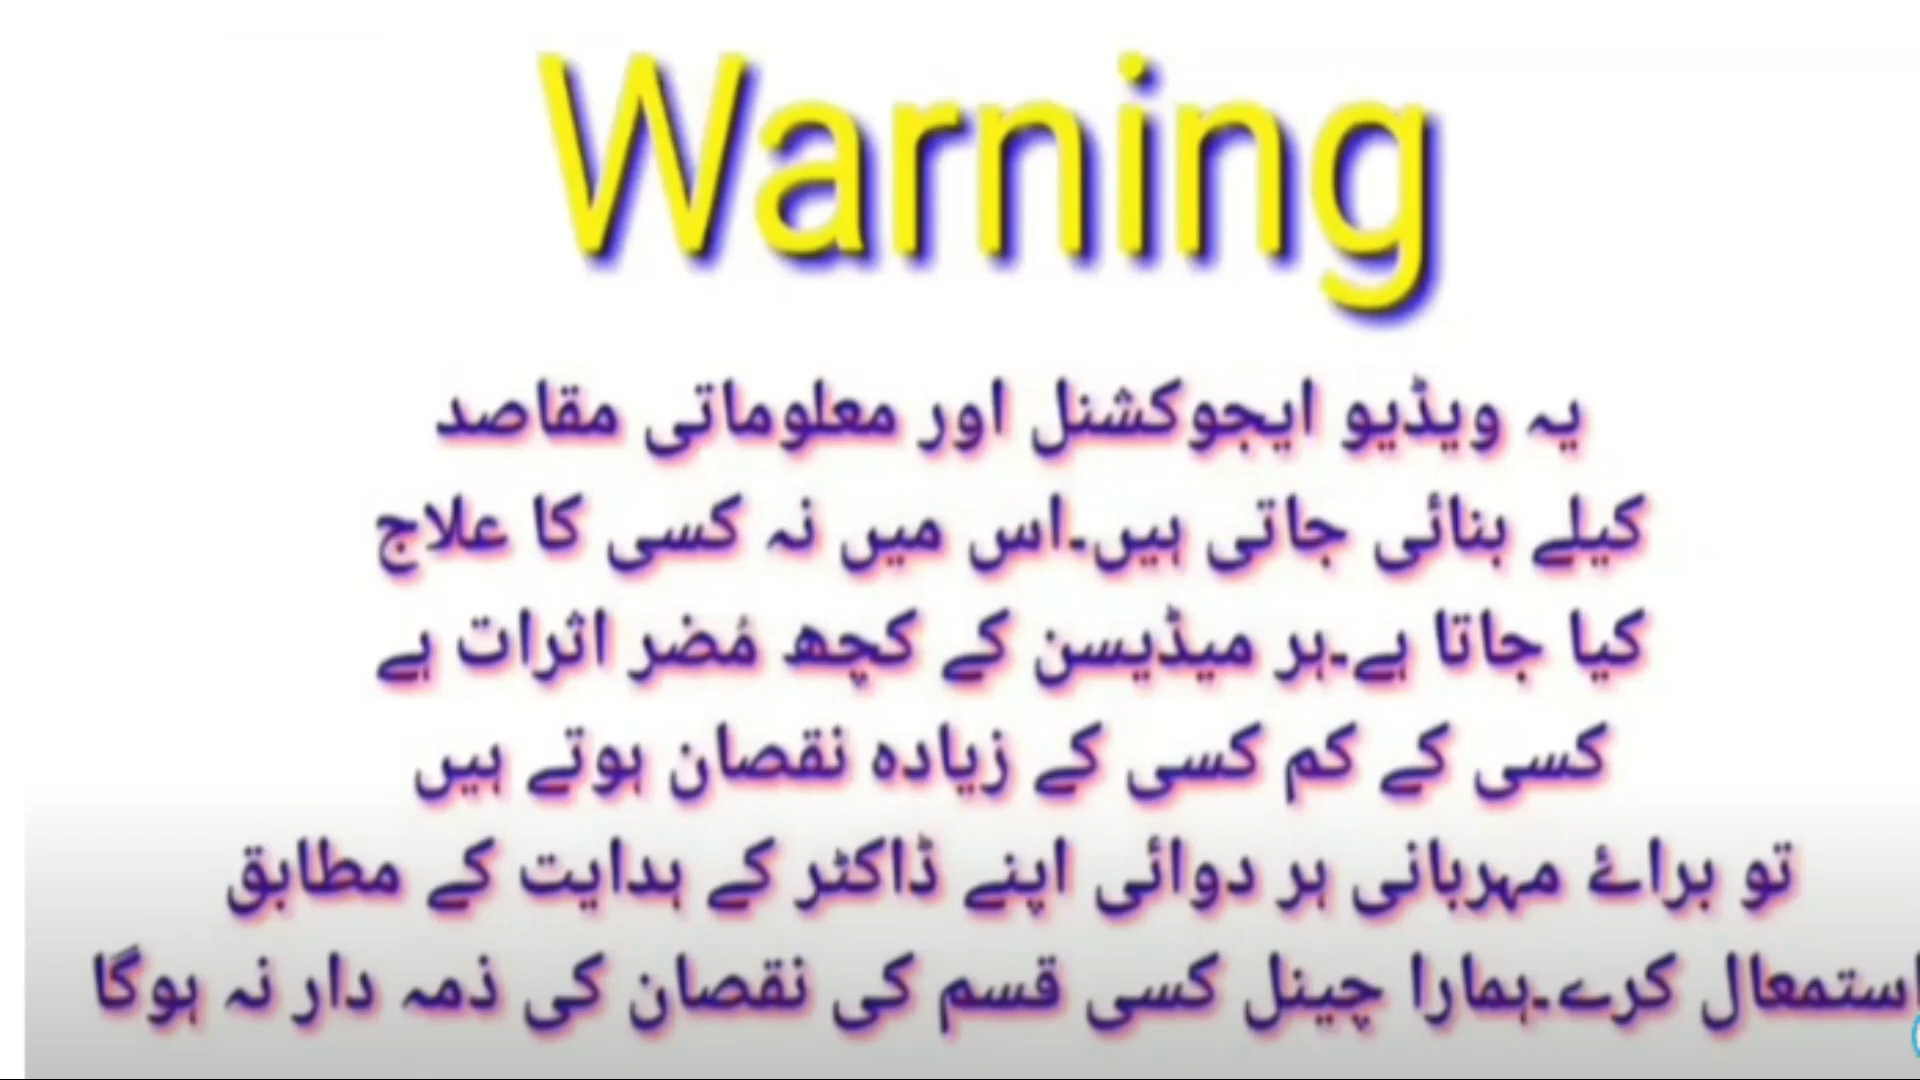 Warning
یہ ویڈیو ایجوکشنل اور معلوماتی مقاصد
کیلے بنائی جاتی ہیں۔اس میں نہ کسی کا علاج
کیا جاتا ہے۔ہر میڈیسن کے کچھ مُضر اثرات ہے
کسی کے کم کسی کے زیادہ نقصان ہوتے ہیں
تو براۓ مہربانی ہر دوائی اپنے ڈاکٹر کے ہدایت کے مطابق
استمعال کرے۔ہمارا چینل کسی قسم کی نقصان کی ذمہ دار نہ ہوگا